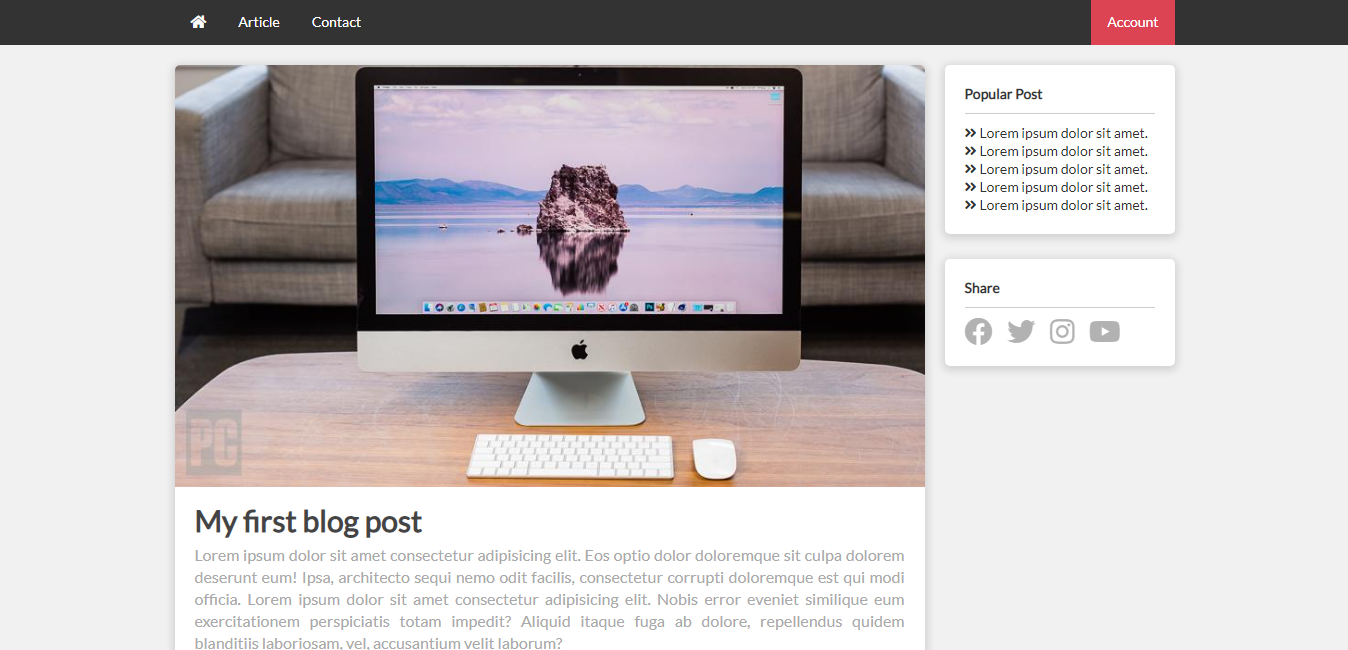 Article
Contact
Account
Popular Post
Lorem ipsum dolor sit amet.
Lorem ipsum dolor sit amet.
Lorem ipsum dolor sit amet.
Lorem ipsum dolor sit amet.
Lorem ipsum dolor sit amet.
Share
PC
My first blog post
Lorem ipsum dolor sit amet consectetur adipisicing elit. Eos optio dolor doloremque sit culpa dolorem
deserunt eum! Ipsa, architecto sequi nemo odit facilis, consectetur corrupti doloremque est qui modi
officia. Lorem ipsum dolor sit amet consectetur adipisicing elit. Nobis error eveniet similique eum
exercitationem perspiciatis totam impedit? Aliquid itaque fuga ab dolore, repellendus quidem
blanditiis laboriosam, vel, accusantium velit laborum?